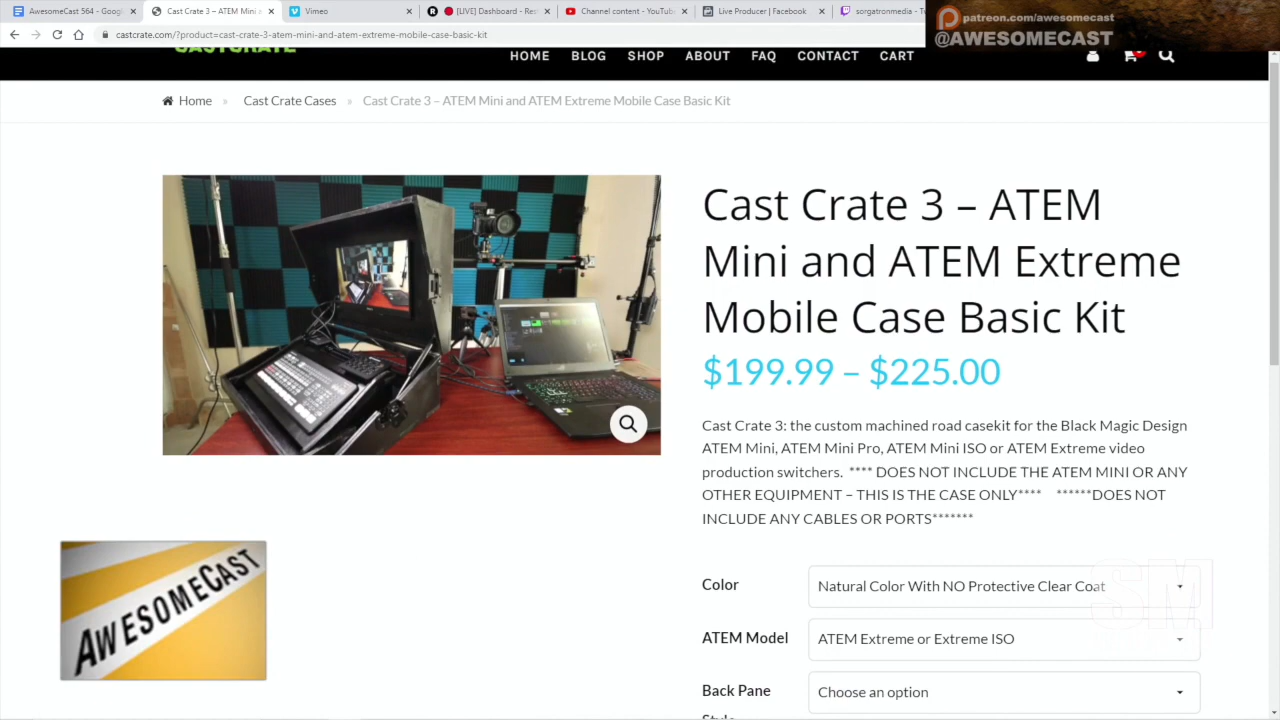 AwesomeCast 564 - Google
Cast Crate 3 – ATEM Mini
Vimeo
[LIVE] Dashboard - Re
Channel content - YouTube
Live Producer | Facebook
sorgatronmedia - T
castcrate.com/?product=cast-crate-3-atem-mini-and-atem-extreme-mobile-case-basic-kit
patreon.com/awesomecast
@AWESOMECAST
CASTCRATE
HOME BLOG SHOP ABOUT FAQ CONTACT CART
Home » Cast Crate Cases » Cast Crate 3 – ATEM Mini and ATEM Extreme Mobile Case Basic Kit
Cast Crate 3 – ATEM
Mini and ATEM Extreme
Mobile Case Basic Kit
$199.99 – $225.00
Cast Crate 3: the custom machined road casekit for the Black Magic Design
ATEM Mini, ATEM Mini Pro, ATEM Mini ISO or ATEM Extreme video
production switchers. **** DOES NOT INCLUDE THE ATEM MINI OR ANY
OTHER EQUIPMENT – THIS IS THE CASE ONLY**** ******DOES NOT
INCLUDE ANY CABLES OR PORTS*******
AWESOMECAST
Color Natural Color With NO Protective Clear Coat
SM
ATEM Model ATEM Extreme or Extreme ISO
Back Pane Choose an option
Style